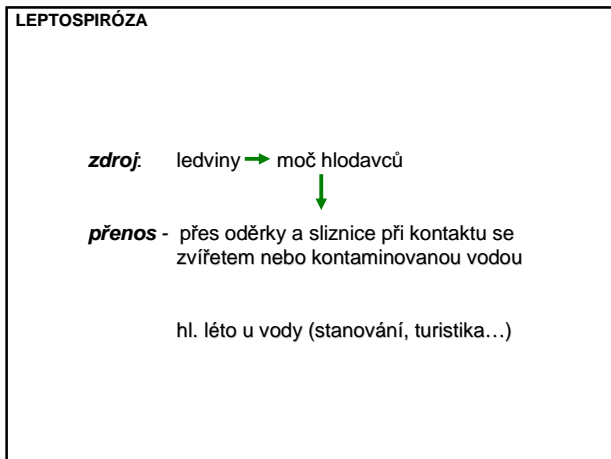 LEPTOSPIRÓZA
zdroj: ledviny moč hlodavců
přenos - přes oděrky a sliznice při kontaktu se
zvířetem nebo kontaminovanou vodou
hl. léto u vody (stanování, turistika…)